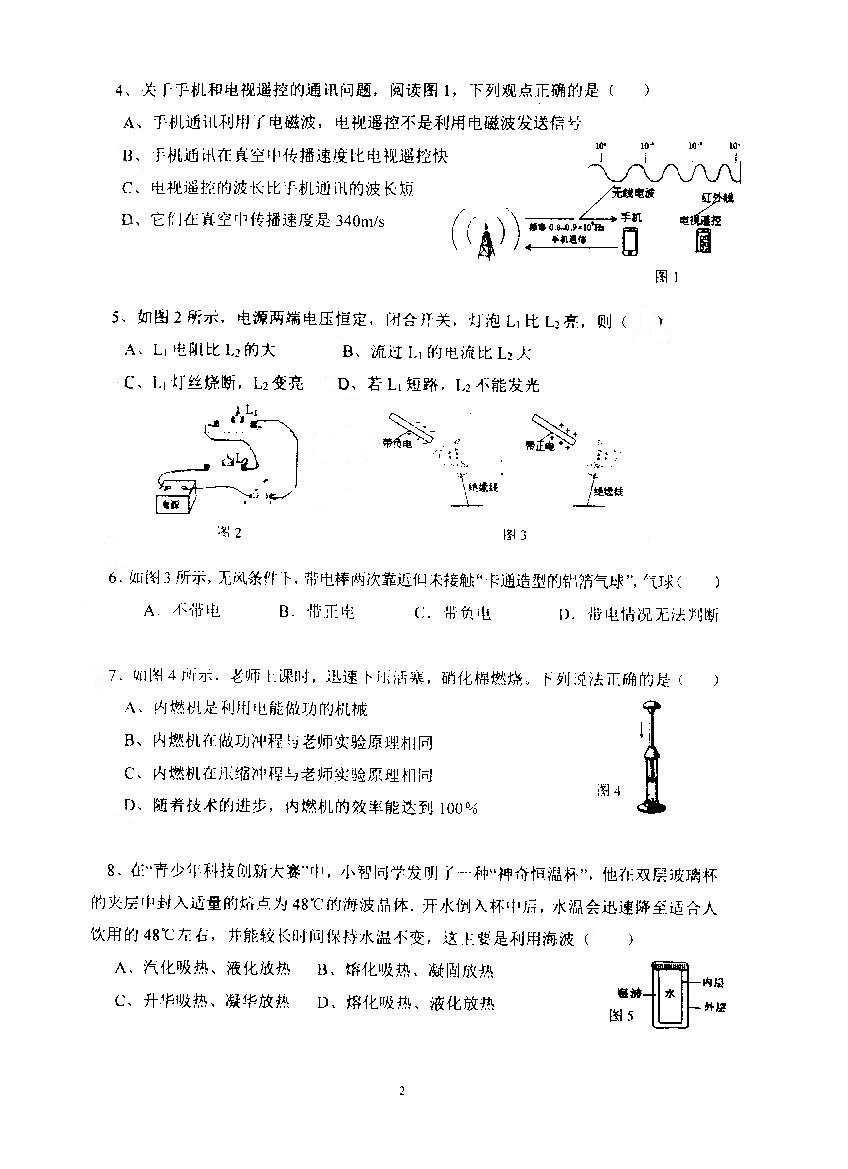 4、关于手机和电视遥控的通讯问题，阅读图 1，下列观点正确的是（　　）
A、手机通讯利用了电磁波，电视遥控不是利用电磁波发送信号
B、手机通讯在真空中传播速度比电视遥控快
C、电视遥控的波长比手机通讯的波长短
D、它们在真空中传播速度是 340m/s
无线电波
红外线
手机
电视遥控
手机通信
图 1
5、如图 2 所示，电源两端电压恒定，闭合开关，灯泡 L₁ 比 L₂ 亮，则（　　）
A、L₁ 电阻比 L₂ 的大　　B、流过 L₁ 的电流比 L₂ 大
C、L₁ 灯丝烧断，L₂ 变亮　　D、若 L₁ 短路，L₂ 不能发光
L₁
L₂
电源
图 2
带负电
绝缘线
带正电
绝缘线
图 3
6．如图 3 所示，无风条件下，带电棒两次靠近但未接触“卡通造型的铝箔气球”，气球（　　）
A．不带电　　B．带正电　　C．带负电　　D．带电情况无法判断
7．如图 4 所示．老师上课时，迅速下压活塞，硝化棉燃烧。下列说法正确的是（　　）
A、内燃机是利用电能做功的机械
B、内燃机在做功冲程与老师实验原理相同
C、内燃机在压缩冲程与老师实验原理相同
D、随着技术的进步，内燃机的效率能达到 100%
图 4
8、在“青少年科技创新大赛”中，小智同学发明了一种“神奇恒温杯”，他在双层玻璃杯
的夹层中封入适量的熔点为 48℃的海波晶体．开水倒入杯中后，水温会迅速降至适合人
饮用的 48℃左右，并能较长时间保持水温不变，这主要是利用海波（　　）
A、汽化吸热、液化放热　　B、熔化吸热、凝固放热
C、升华吸热、凝华放热　　D、熔化吸热、液化放热
海波
水
内层
外层
图 5
2